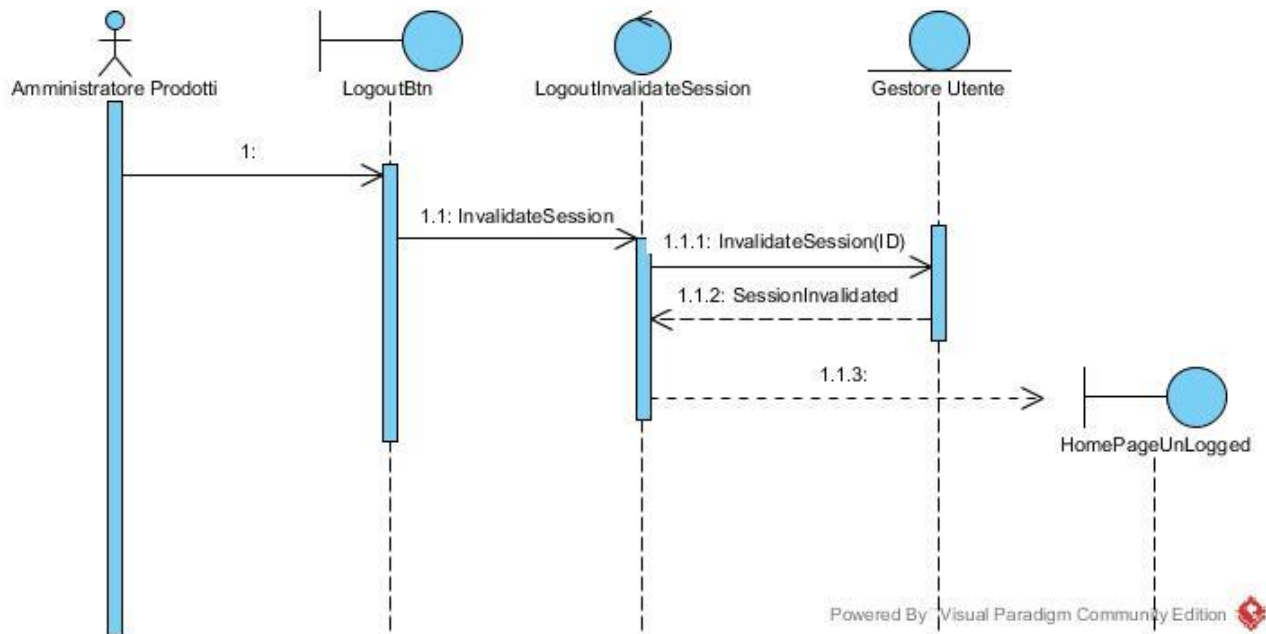 Amministratore Prodotti
LogoutBtn
LogoutInvalidateSession
Gestore Utente
1:
1.1: InvalidateSession
1.1.1: InvalidateSession(ID)
1.1.2: SessionInvalidated
1.1.3:
HomePageUnLogged
Powered By Visual Paradigm Community Edition